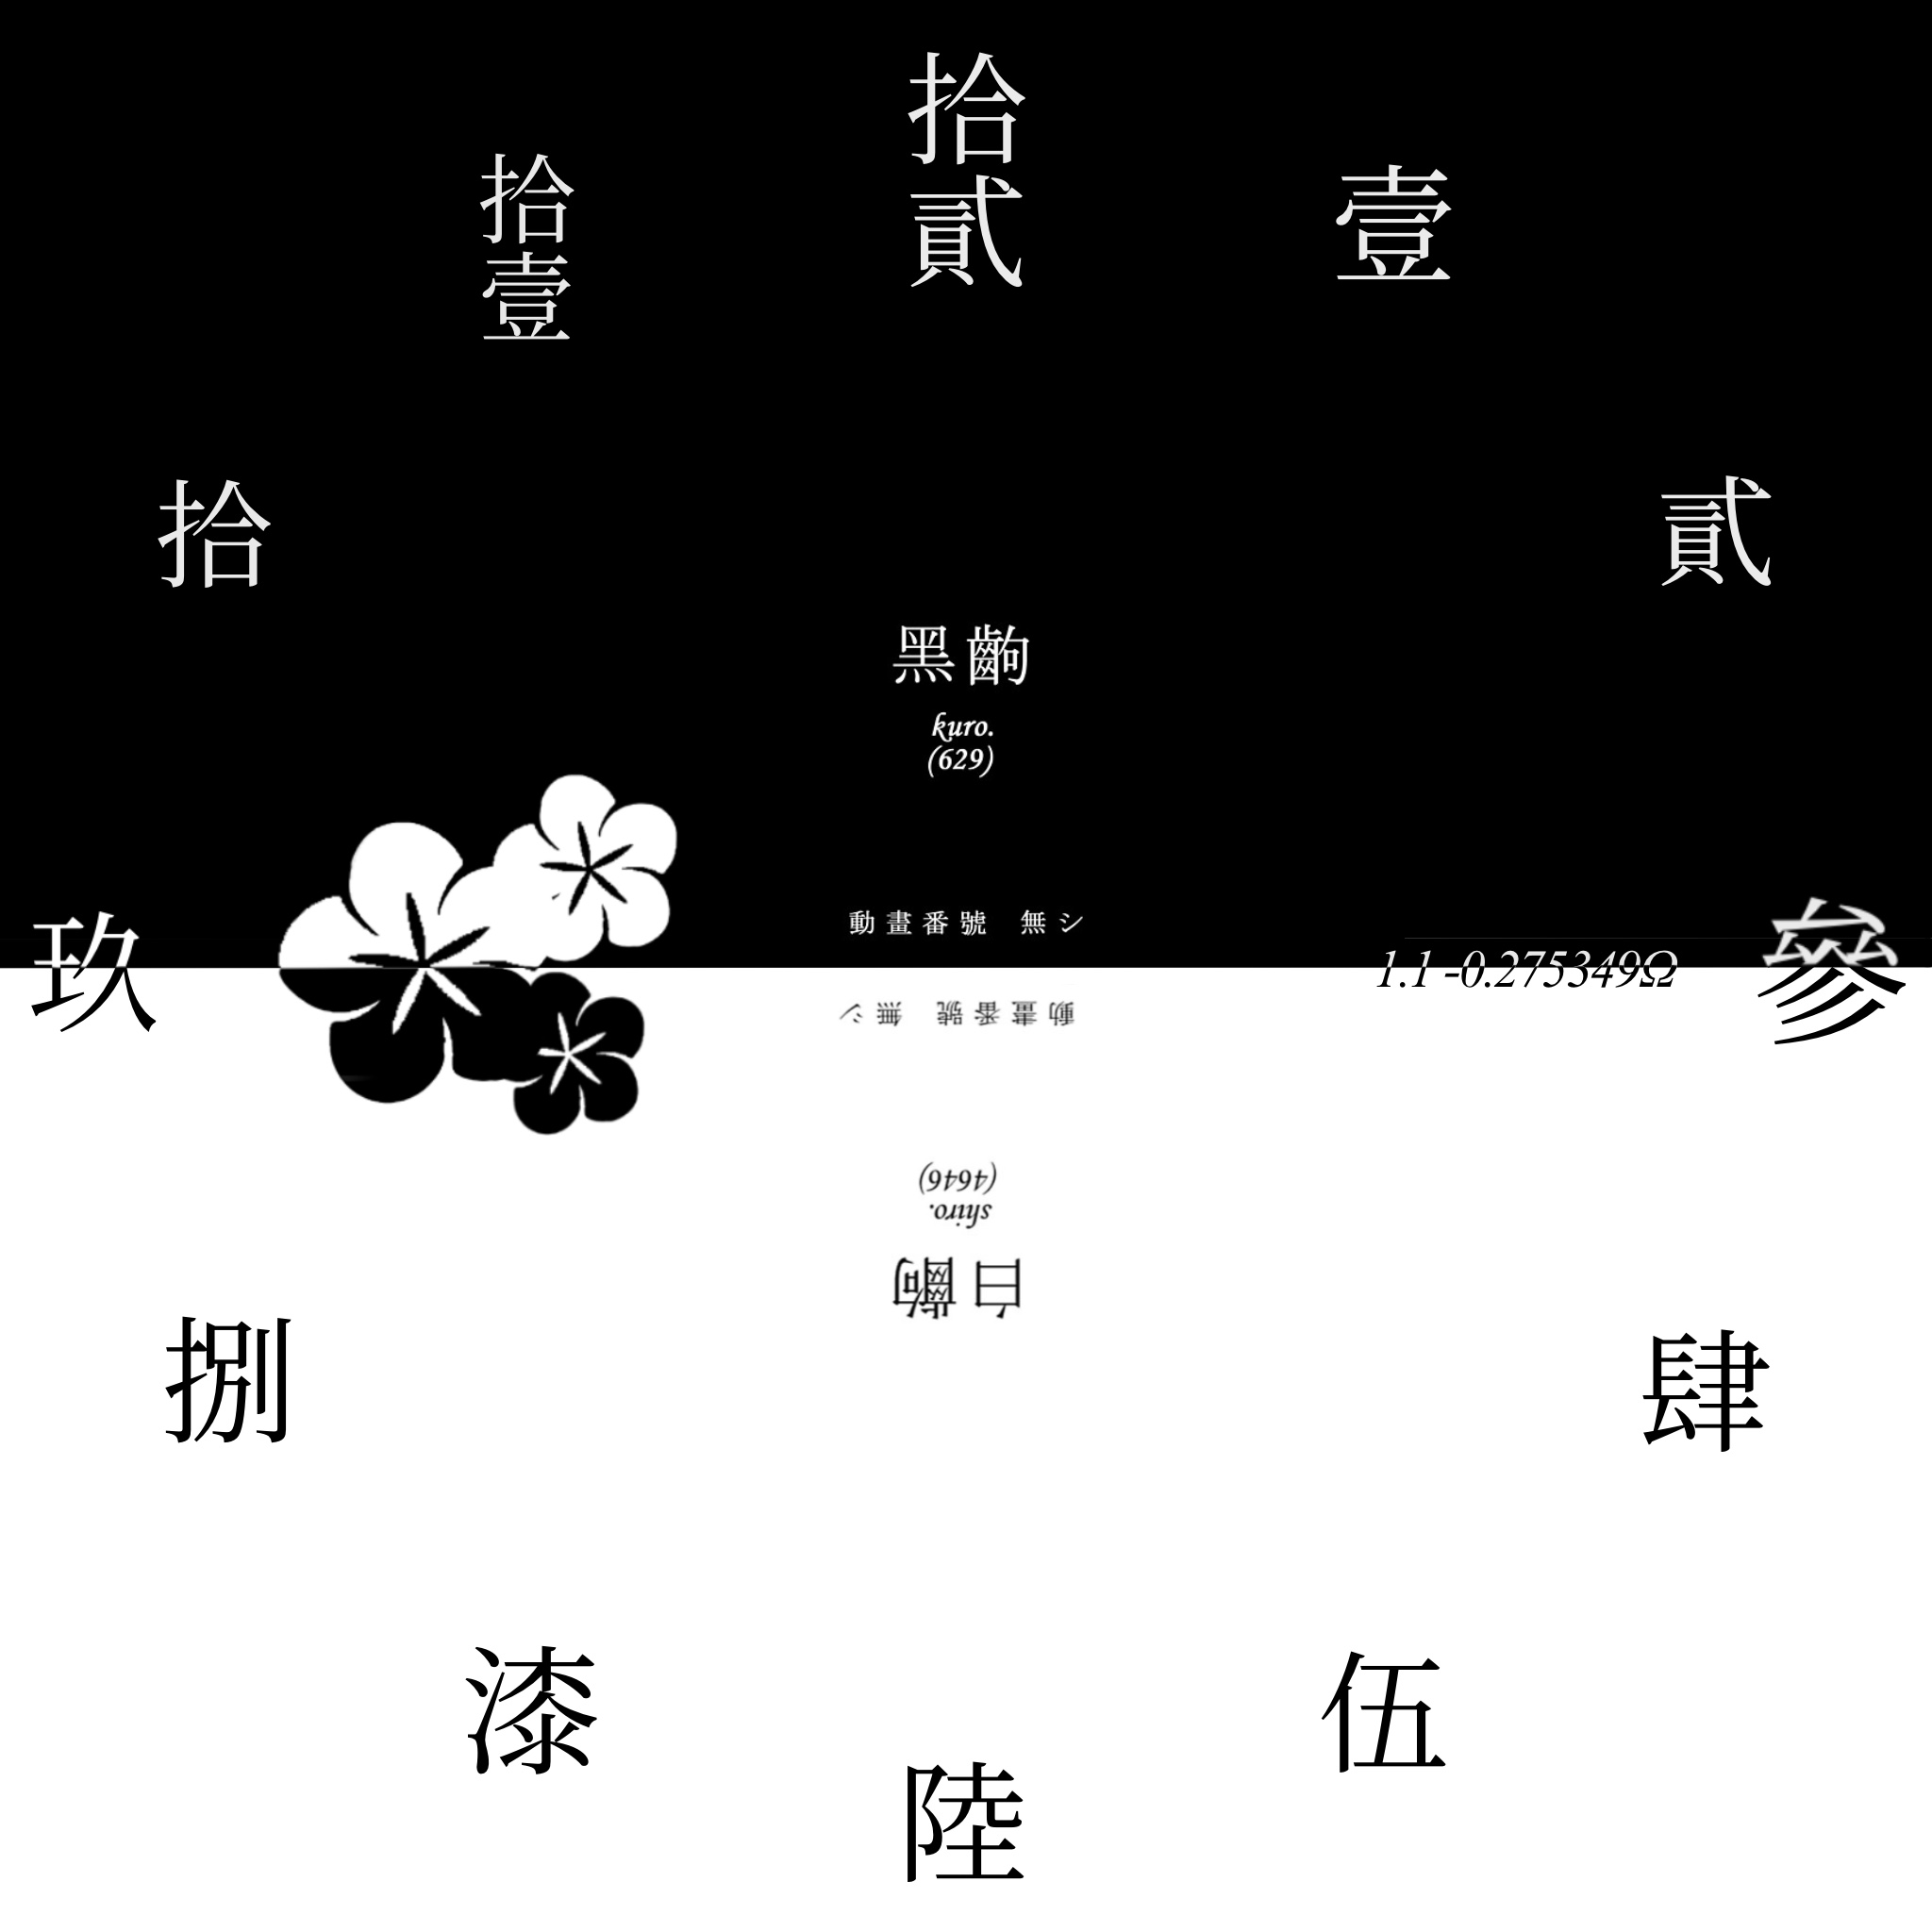 拾
貳
拾
壹
壹
拾
貳
黑齣
kuro.
(629)
動畫番號 無シ
玖
1.1 -0.275349Ω
參
動畫番號 無シ
白齣
shiro.
(4646)
捌
肆
漆
伍
陸